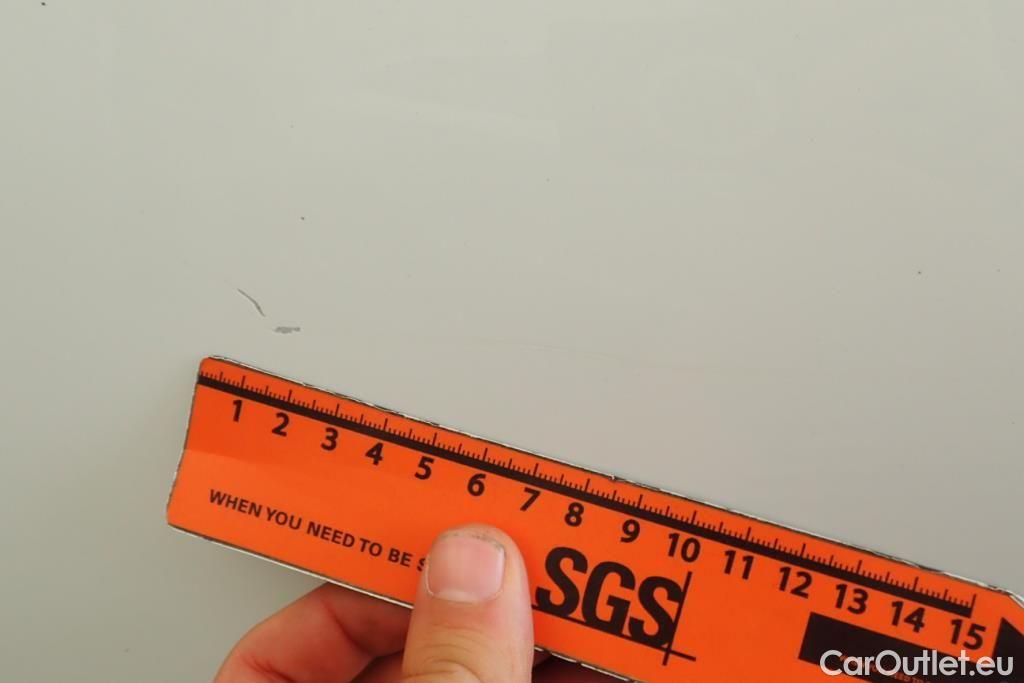 1 2 3 4 5 6 7 8 9 10 11 12 13 14 15
WHEN YOU NEED TO BE
SGS
CarOutlet.eu